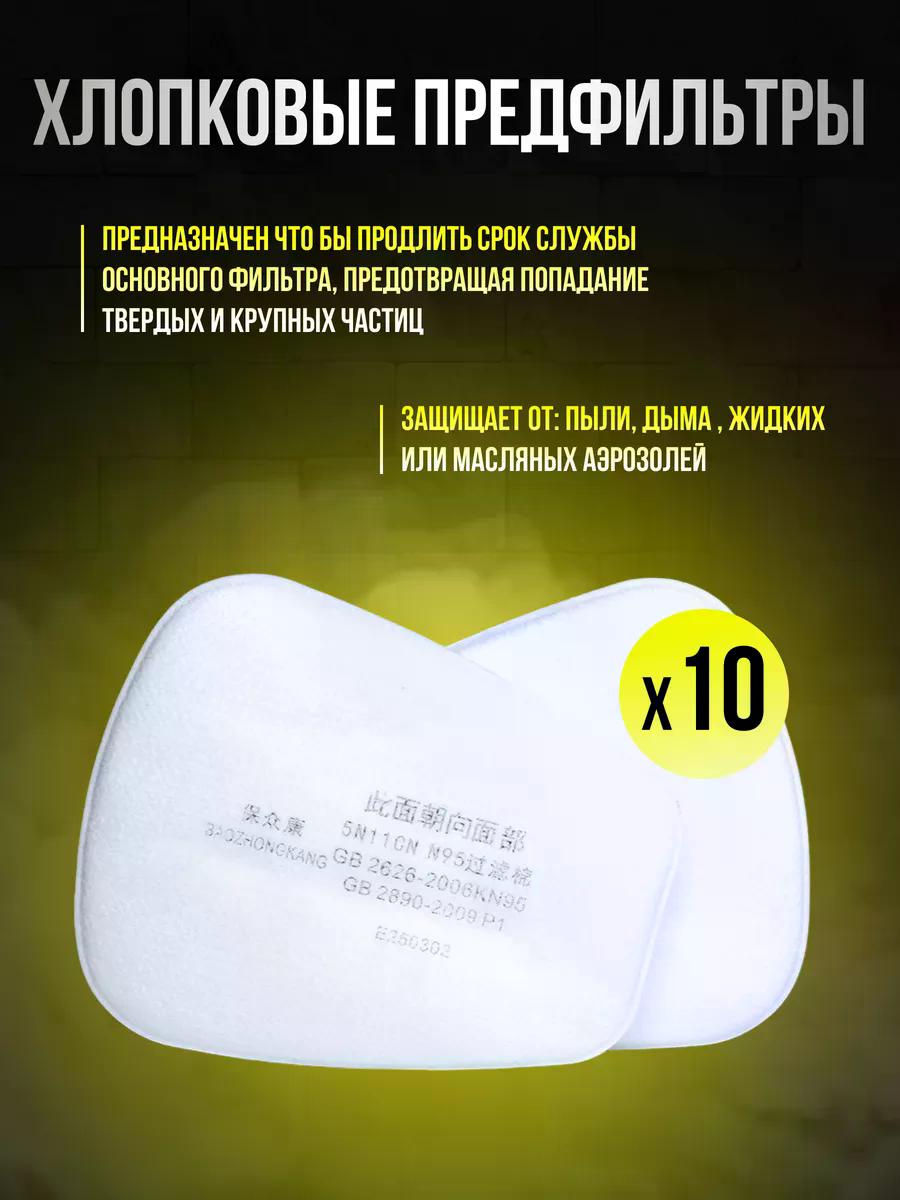 ХЛОПКОВЫЕ ПРЕДФИЛЬТРЫ
ПРЕДНАЗНАЧЕН ЧТО БЫ ПРОДЛИТЬ СРОК СЛУЖБЫ
ОСНОВНОГО ФИЛЬТРА, ПРЕДОТВРАЩАЯ ПОПАДАНИЕ
ТВЕРДЫХ И КРУПНЫХ ЧАСТИЦ
ЗАЩИЩАЕТ ОТ: ПЫЛИ, ДЫМА , ЖИДКИХ
ИЛИ МАСЛЯНЫХ АЭРОЗОЛЕЙ
x10
保众康
BAOZHONGKANG
此面朝向面部
5N11CN N95过滤棉
GB 2626-2006KN95
GB 2890-2009 P1